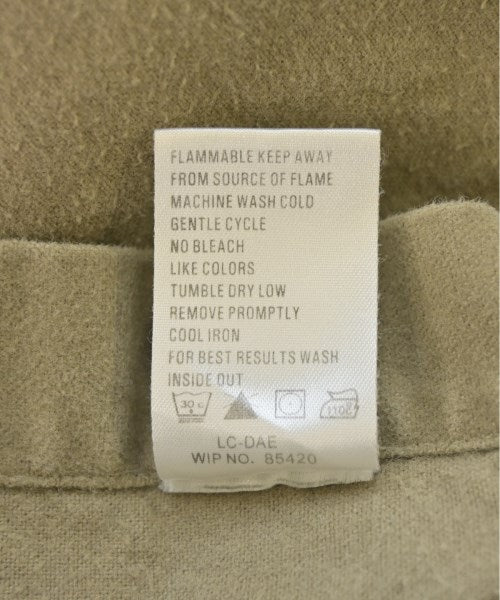 FLAMMABLE KEEP AWAY
FROM SOURCE OF FLAME
MACHINE WASH COLD
GENTLE CYCLE
NO BLEACH
LIKE COLORS
TUMBLE DRY LOW
REMOVE PROMPTLY
COOL IRON
FOR BEST RESULTS WASH
INSIDE OUT
30 C 110C
LC-DAE
WIP NO. 85420